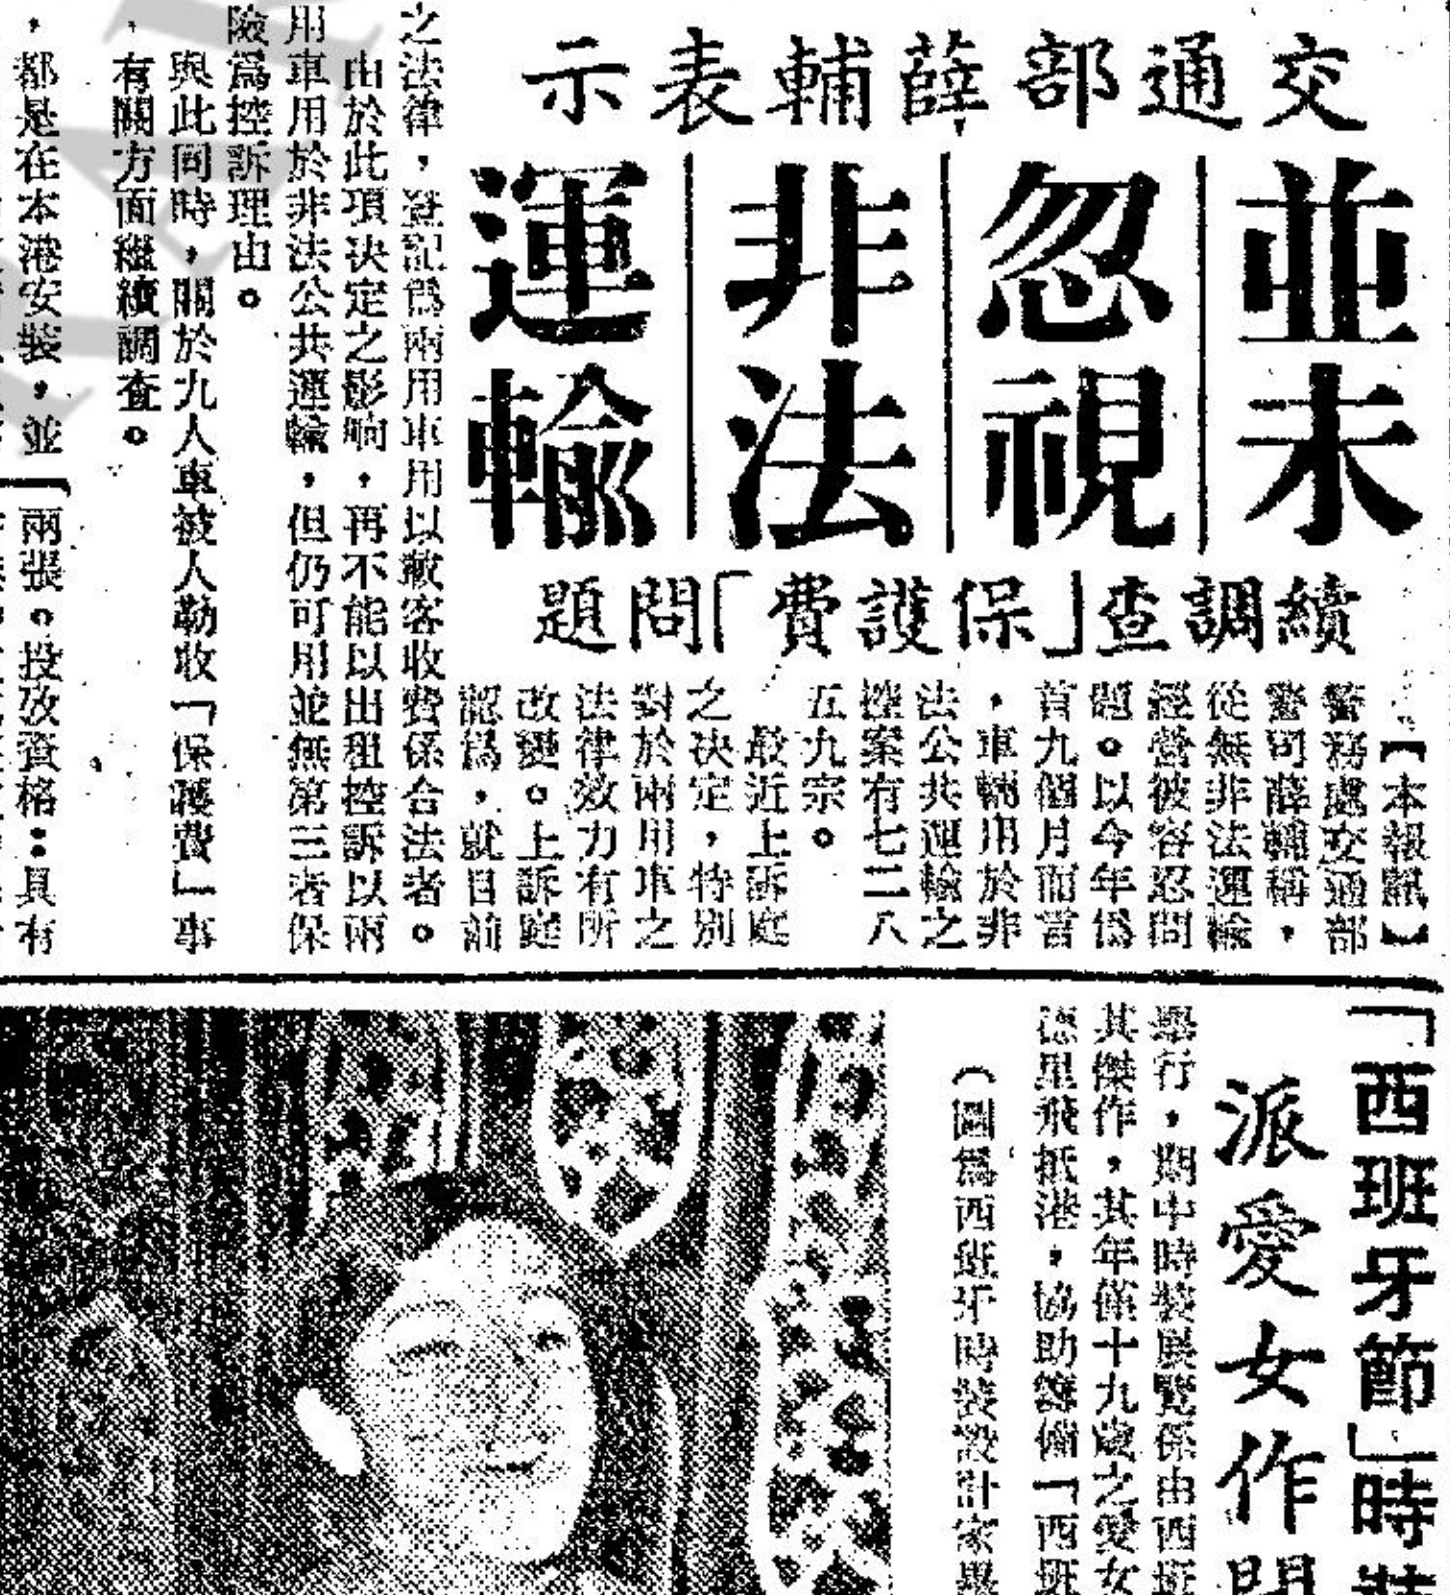 交通部薛輔表示
並未
忽視
非法
運輸
續調查「保護費」問題
【本報訊】
警務處交通部
警司薛輔稱，
從無非法運輸
經營被容忍問
題。以今年為
首九個月而言
，車輛用於非
法公共運輸之
控案有七二八
五九宗。
最近上訴庭
之決定，特別
對於兩用車之
法律效力有所
改變。上訴庭
認為，就目前
之法律，登記爲兩用車用以載客收費係合法者。
由於此項决定之影响，再不能以出租控訴以兩
用車用於非法公共運輸，但仍可用並無第三者保
險爲控訴理由。
與此同時，關於九人車被人勒收「保護費」一事
，有關方面繼續調查。
，都是在本港安裝，並
兩張。投攷資格：具有
「西班牙節」時裝
派愛女作
舉行，期中時裝展覽係由西班
其傑作，其年僅十九歲之愛女
德里飛抵港，協助籌備「西班
（圖爲西班牙時裝設計家